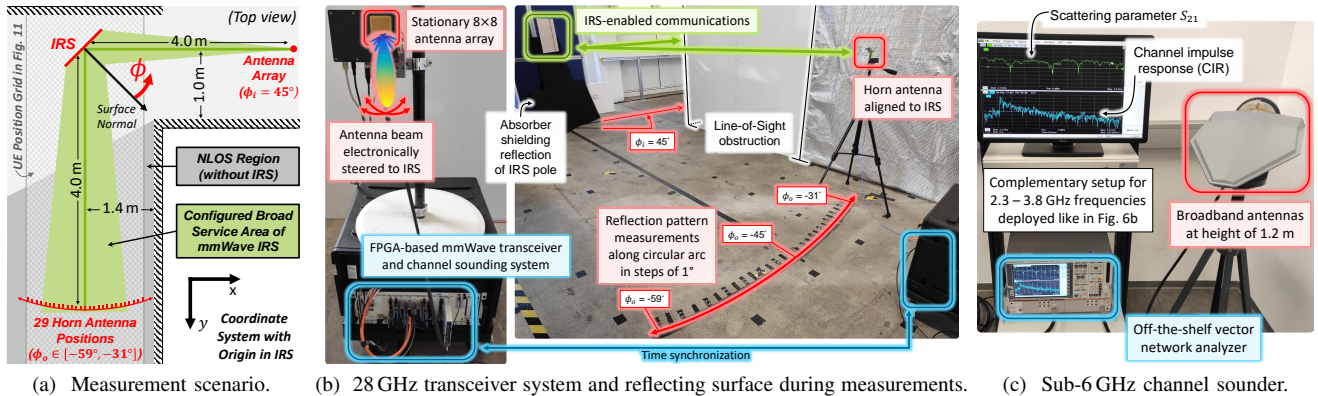 (Top view)
UE Position Grid in Fig. 11
IRS
4.0 m
Antenna
Array
(ϕi = 45°)
ϕ
1.0 m
Surface
Normal
4.0 m
1.4 m
NLOS Region
(without IRS)
Configured Broad
Service Area of
mmWave IRS
x
y
Coordinate
System with
Origin in IRS
29 Horn Antenna
Positions
(ϕo ∈ [−59°, −31°])
(a) Measurement scenario.
Stationary 8×8
antenna array
Antenna beam
electronically
steered to IRS
FPGA-based mmWave transceiver
and channel sounding system
IRS-enabled communications
Absorber
shielding
reflection
of IRS pole
ϕi = 45°
Line-of-Sight
obstruction
Horn antenna
aligned to IRS
Reflection pattern
measurements
along circular arc
in steps of 1°
ϕo = -31°
ϕo = -45°
ϕo = -59°
Time synchronization
(b) 28 GHz transceiver system and reflecting surface during measurements.
Scattering parameter S21
Channel impulse
response (CIR)
Complementary setup for
2.3 – 3.8 GHz frequencies
deployed like in Fig. 6b
Broadband antennas
at height of 1.2 m
Off-the-shelf vector
network analyzer
(c) Sub-6 GHz channel sounder.